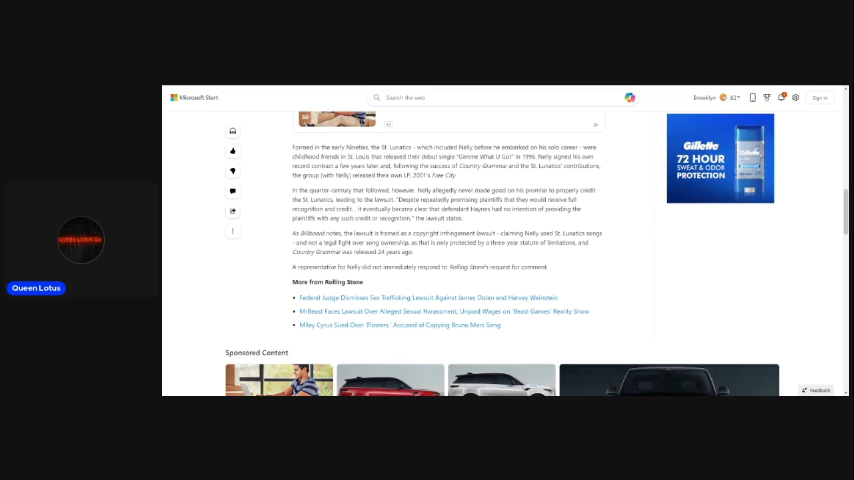 Microsoft Start
Search the web
Brooklyn
82°
Sign in
Ad
Formed in the early Nineties, the St. Lunatics - which included Nelly before he embarked on his solo career - were
childhood friends in St. Louis that released their debut single "Gimme What U Got" in 1996. Nelly signed his own
record contract a few years later and, following the success of Country Grammar and the St. Lunatics' contributions,
the group (with Nelly) released their own LP, 2001's Free City.
In the quarter-century that followed, however, Nelly allegedly never made good on his promise to properly credit
the St. Lunatics, leading to the lawsuit. "Despite repeatedly promising plaintiffs that they would receive full
recognition and credit... it eventually became clear that defendant Haynes had no intention of providing the
plaintiffs with any such credit or recognition," the lawsuit states.
As Billboard notes, the lawsuit is framed as a copyright infringement lawsuit - claiming Nelly used St. Lunatics songs
- and not a legal fight over song ownership, as that is only protected by a three-year statute of limitations, and
Country Grammar was released 24 years ago.
A representative for Nelly did not immediately respond to Rolling Stone's request for comment.
More from Rolling Stone
Federal Judge Dismisses Sex Trafficking Lawsuit Against James Dolan and Harvey Weinstein
MrBeast Faces Lawsuit Over Alleged Sexual Harassment, Unpaid Wages on 'Beast Games' Reality Show
Miley Cyrus Sued Over 'Flowers,' Accused of Copying Bruno Mars Song
Sponsored Content
Gillette
72 HOUR
SWEAT & ODOR
PROTECTION
Feedback
Queen Lotus